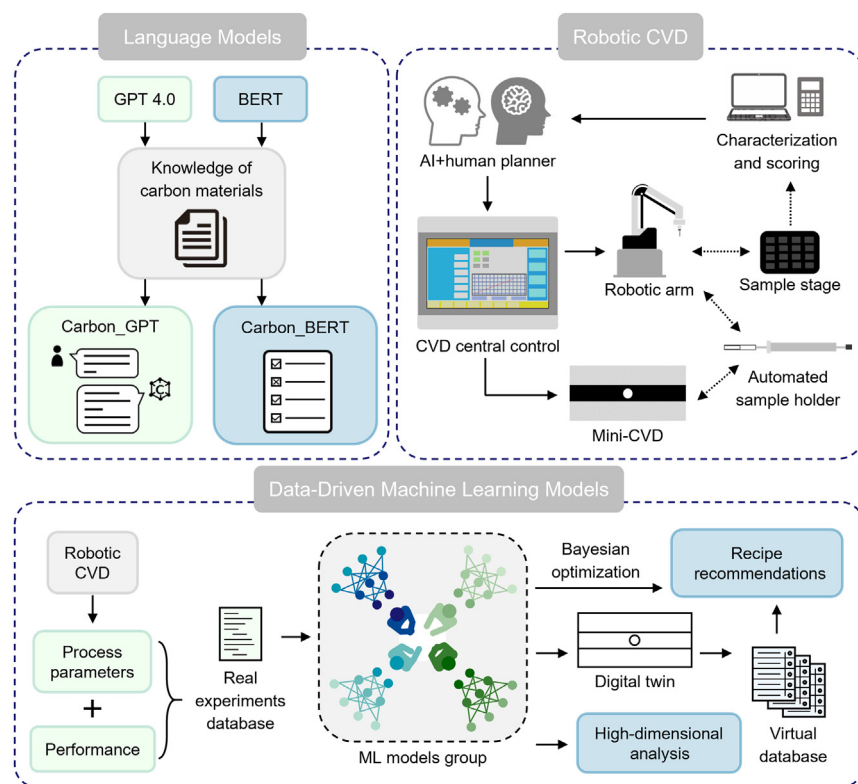 Language Models
GPT 4.0
BERT
Knowledge of
carbon materials
Carbon_GPT
C
Carbon_BERT
Robotic CVD
AI+human planner
Characterization
and scoring
CVD central control
Robotic arm
Sample stage
Automated
sample holder
Mini-CVD
Data-Driven Machine Learning Models
Robotic
CVD
Process
parameters
+
Performance
Real
experiments
database
ML models group
Bayesian
optimization
Recipe
recommendations
Digital twin
High-dimensional
analysis
Virtual
database